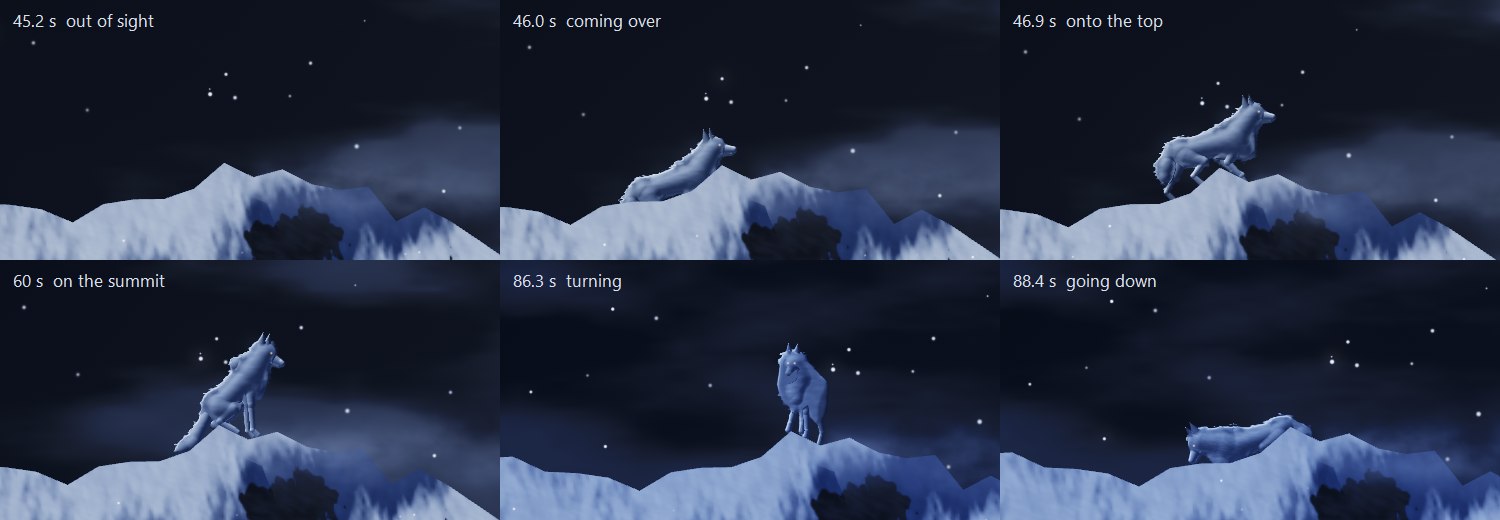 45.2 s  out of sight
46.0 s  coming over
46.9 s  onto the top
60 s  on the summit
86.3 s  turning
88.4 s  going down